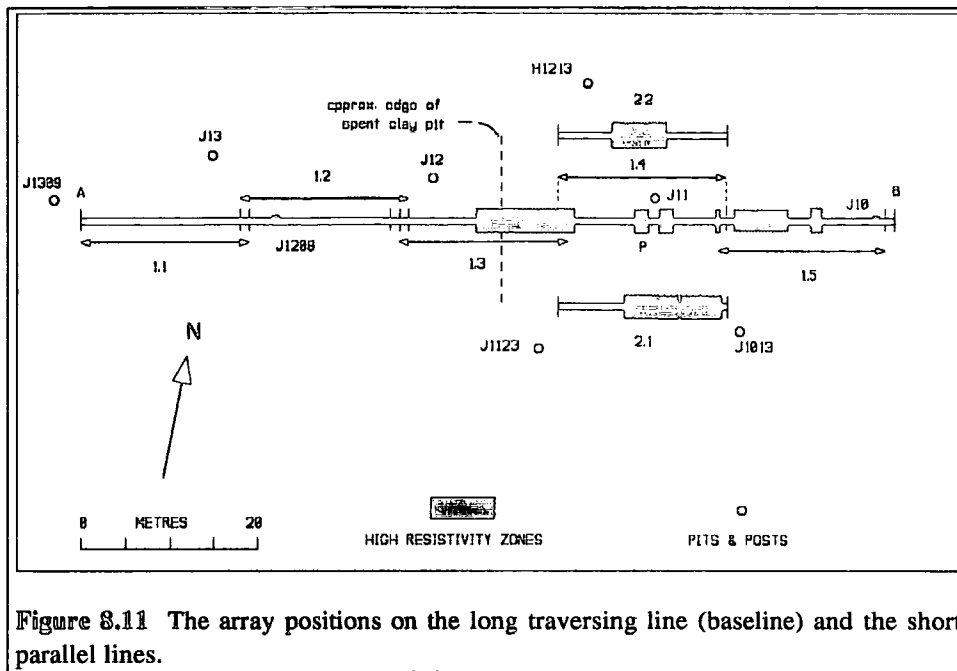 H1213
22
approx. edge of
spent clay pit
J13
J12
1.2
1.4
J1309
A
J11
J10
B
J1208
P
1.1
1.3
1.5
N
J1123
2.1
J1013
0 METRES 20
HIGH RESISTIVITY ZONES
PITS & POSTS
Figure 8.11 The array positions on the long traversing line (baseline) and the short
parallel lines.